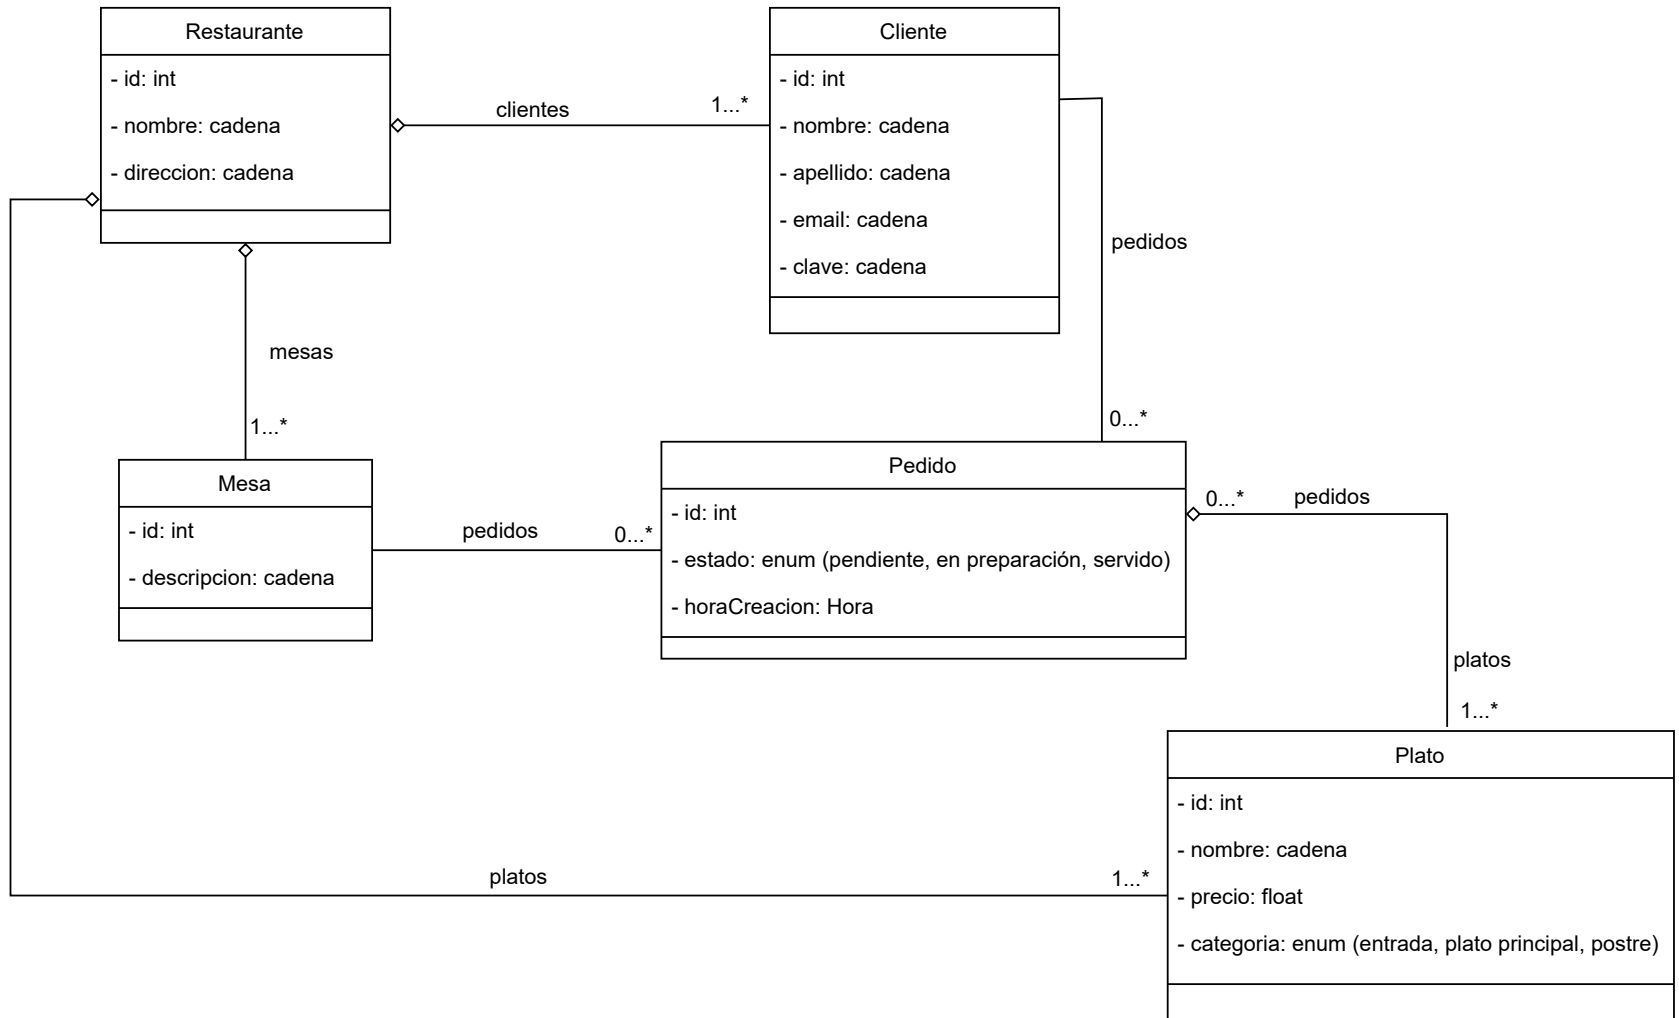 Restaurante
- id: int
- nombre: cadena
- direccion: cadena
clientes
1...*
Cliente
- id: int
- nombre: cadena
- apellido: cadena
- email: cadena
- clave: cadena
pedidos
0...*
mesas
1...*
Mesa
- id: int
- descripcion: cadena
pedidos
0...*
Pedido
- id: int
- estado: enum (pendiente, en preparación, servido)
- horaCreacion: Hora
0...*
pedidos
platos
1...*
Plato
- id: int
- nombre: cadena
- precio: float
- categoria: enum (entrada, plato principal, postre)
platos
1...*